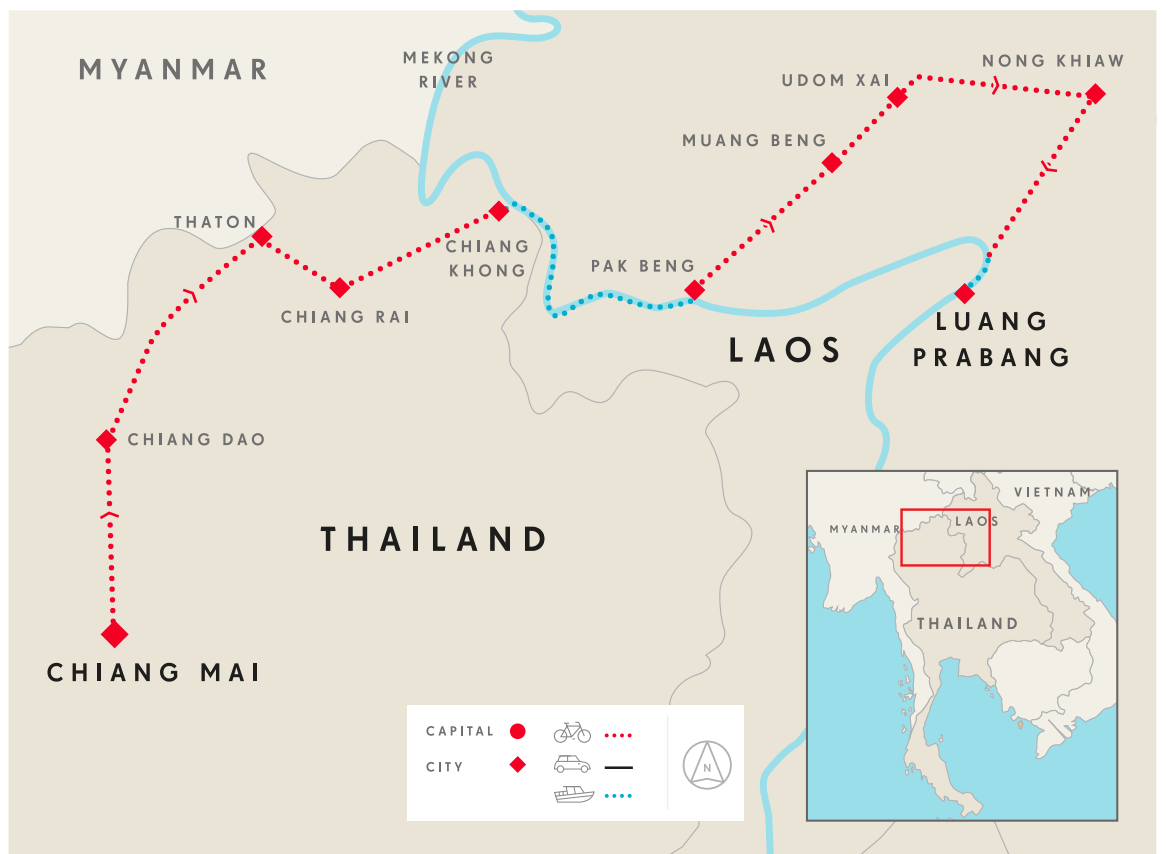 MYANMAR
MEKONG
RIVER
NONG KHIAW
UDOM XAI
MUANG BENG
THATON
CHIANG
KHONG
PAK BENG
CHIANG RAI
LUANG
PRABANG
LAOS
CHIANG DAO
THAILAND
CHIANG MAI
VIETNAM
LAOS
MYANMAR
THAILAND
CAPITAL
CITY
N